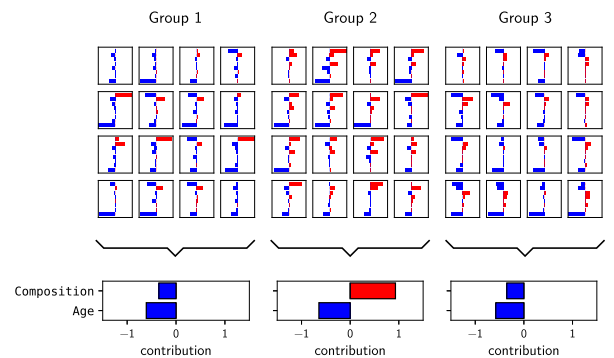 Group 1 Group 2 Group 3
Composition
Age
−1 0 1 −1 0 1 −1 0 1
contribution contribution contribution